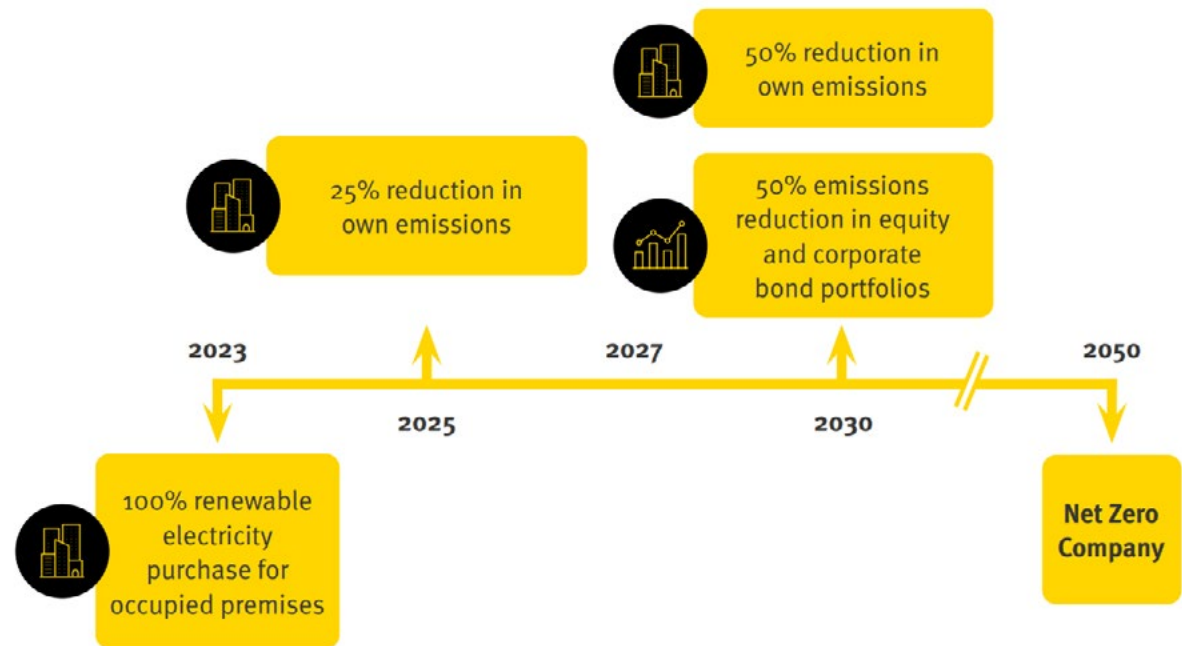 50% reduction in
own emissions
25% reduction in
own emissions
50% emissions
reduction in equity
and corporate
bond portfolios
2023
2027
2050
2025
2030
100% renewable
electricity
purchase for
occupied premises
Net Zero
Company